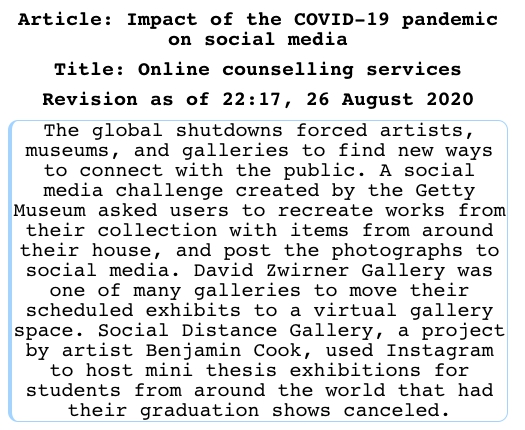 Article: Impact of the COVID-19 pandemic
on social media
Title: Online counselling services
Revision as of 22:17, 26 August 2020
The global shutdowns forced artists,
museums, and galleries to find new ways
to connect with the public. A social
media challenge created by the Getty
Museum asked users to recreate works from
their collection with items from around
their house, and post the photographs to
social media. David Zwirner Gallery was
one of many galleries to move their
scheduled exhibits to a virtual gallery
space. Social Distance Gallery, a project
by artist Benjamin Cook, used Instagram
to host mini thesis exhibitions for
students from around the world that had
their graduation shows canceled.